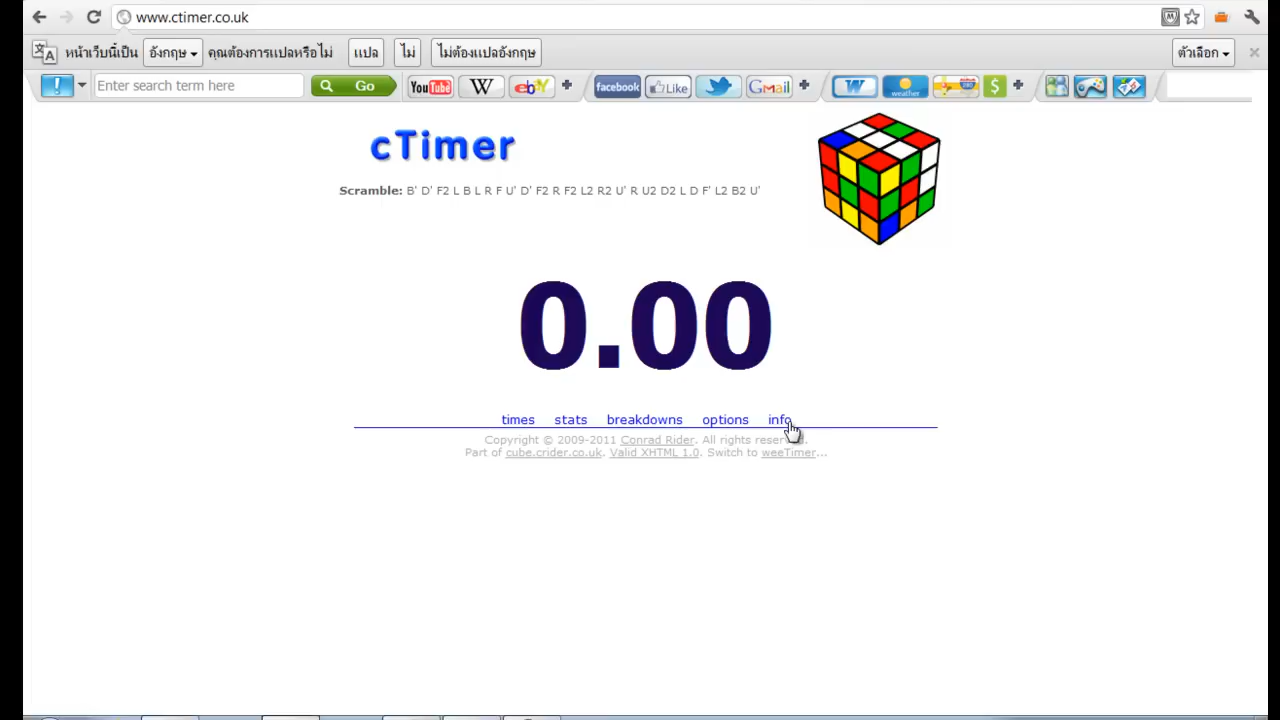 www.ctimer.co.uk
หน้าเว็บนี้เป็น อังกฤษ คุณต้องการแปลหรือไม่ แปล ไม่ ไม่ต้องแปลอังกฤษ ตัวเลือก
Enter search term here Go YouTube W ebY facebook Like Gmail W weather $
cTimer
Scramble: B' D' F2 L B L R F U' D' F2 R F2 L2 R2 U' R U2 D2 L D F' L2 B2 U'
0.00
times stats breakdowns options info
Copyright © 2009-2011 Conrad Rider. All rights reserved.
Part of cube.crider.co.uk. Valid XHTML 1.0. Switch to weeTimer...